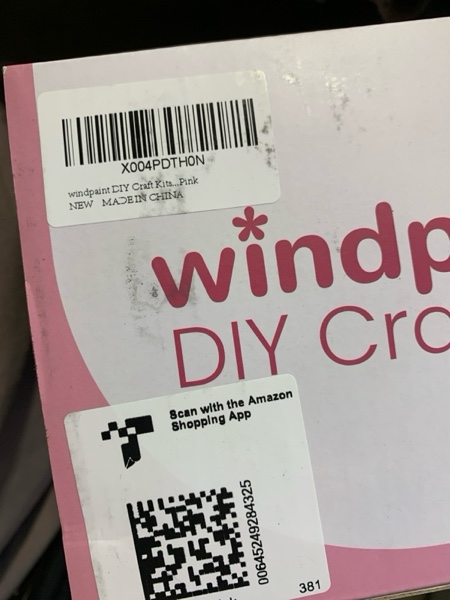 X004PDTH0N
windpaint DIY Craft Kits...Pink
NEW MADE IN CHINA
windp
DIY Cra
Scan with the Amazon
Shopping App
00645249284325
381